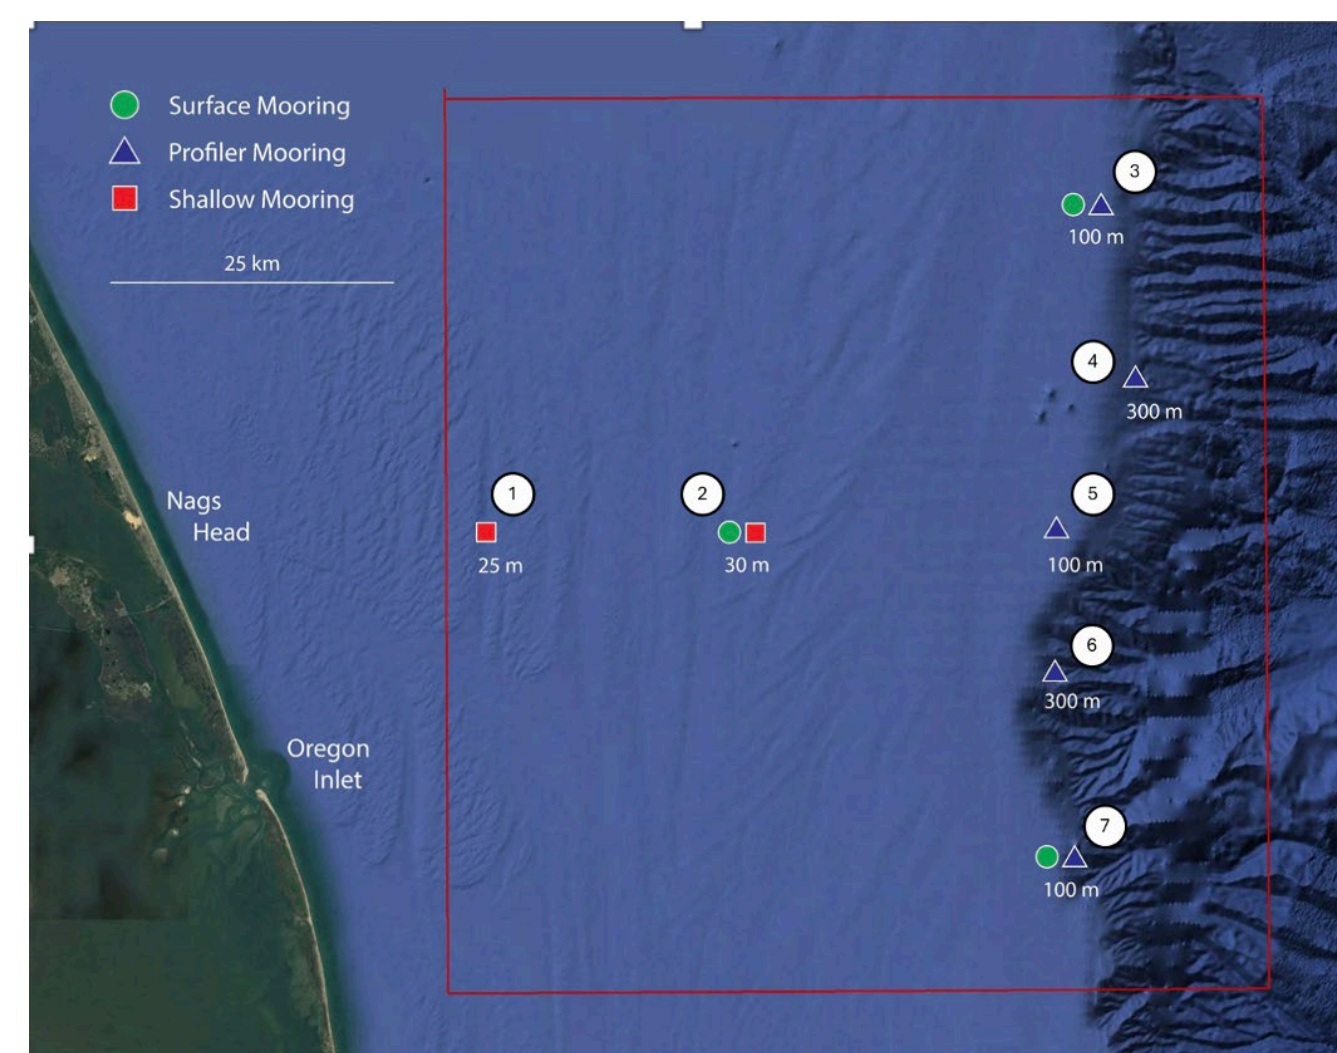 Surface Mooring
Profiler Mooring
Shallow Mooring
25 km
3
100 m
4
300 m
Nags
Head
1
25 m
2
30 m
5
100 m
6
300 m
Oregon
Inlet
7
100 m